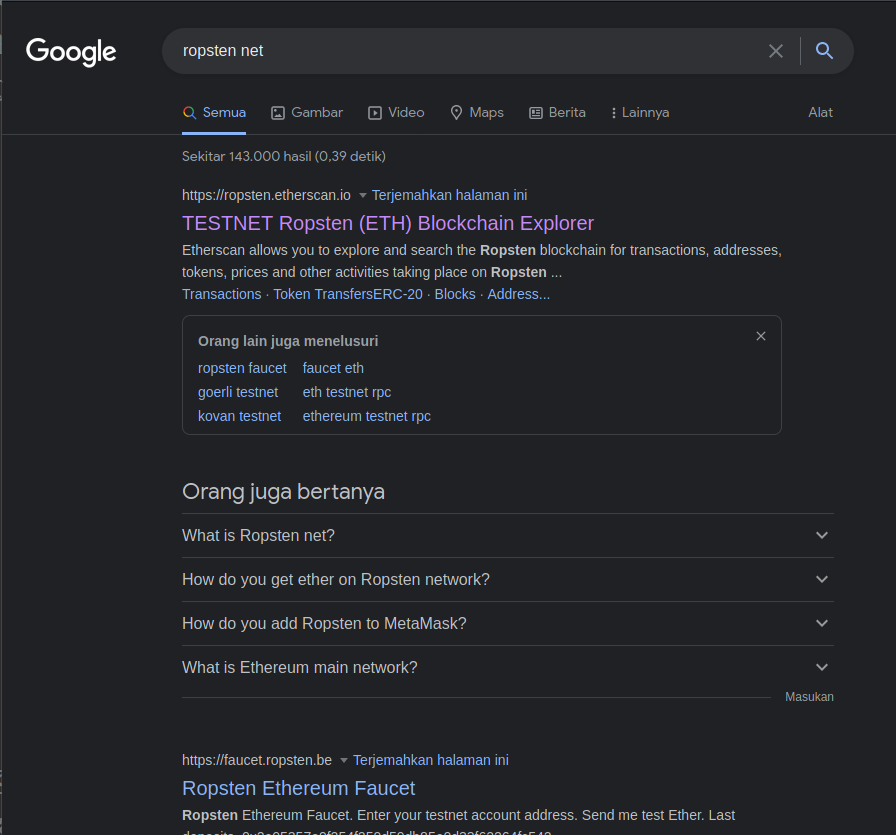 Google
ropsten net
Semua Gambar Video Maps Berita Lainnya Alat
Sekitar 143.000 hasil (0,39 detik)
https://ropsten.etherscan.io Terjemahkan halaman ini
TESTNET Ropsten (ETH) Blockchain Explorer
Etherscan allows you to explore and search the Ropsten blockchain for transactions, addresses,
tokens, prices and other activities taking place on Ropsten ...
Transactions · Token TransfersERC-20 · Blocks · Address...
Orang lain juga menelusuri
ropsten faucet faucet eth
goerli testnet eth testnet rpc
kovan testnet ethereum testnet rpc
Orang juga bertanya
What is Ropsten net?
How do you get ether on Ropsten network?
How do you add Ropsten to MetaMask?
What is Ethereum main network?
Masukan
https://faucet.ropsten.be Terjemahkan halaman ini
Ropsten Ethereum Faucet
Ropsten Ethereum Faucet. Enter your testnet account address. Send me test Ether. Last